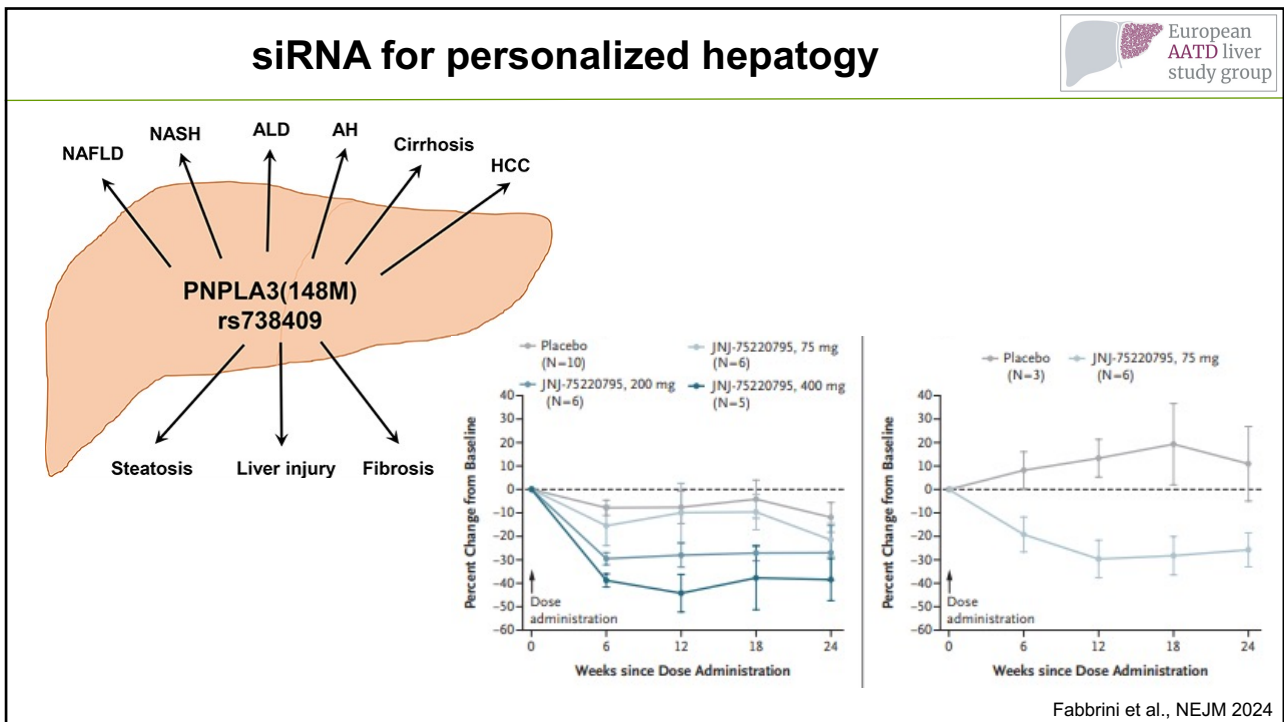 siRNA for personalized hepatogy
European
AATD liver
study group
NAFLD
NASH
ALD
AH
Cirrhosis
HCC
PNPLA3(148M)
rs738409
Steatosis
Liver injury
Fibrosis
Placebo
(N=10)
JNJ-75220795, 75 mg
(N=6)
JNJ-75220795, 200 mg
(N=6)
JNJ-75220795, 400 mg
(N=5)
Percent Change from Baseline
40
30
20
10
0
−10
−20
−30
−40
−50
−60
Dose
administration
0
6
12
18
24
Weeks since Dose Administration
Placebo
(N=3)
JNJ-75220795, 75 mg
(N=6)
Percent Change from Baseline
40
30
20
10
0
−10
−20
−30
−40
−50
−60
Dose
administration
0
6
12
18
24
Weeks since Dose Administration
Fabbrini et al., NEJM 2024